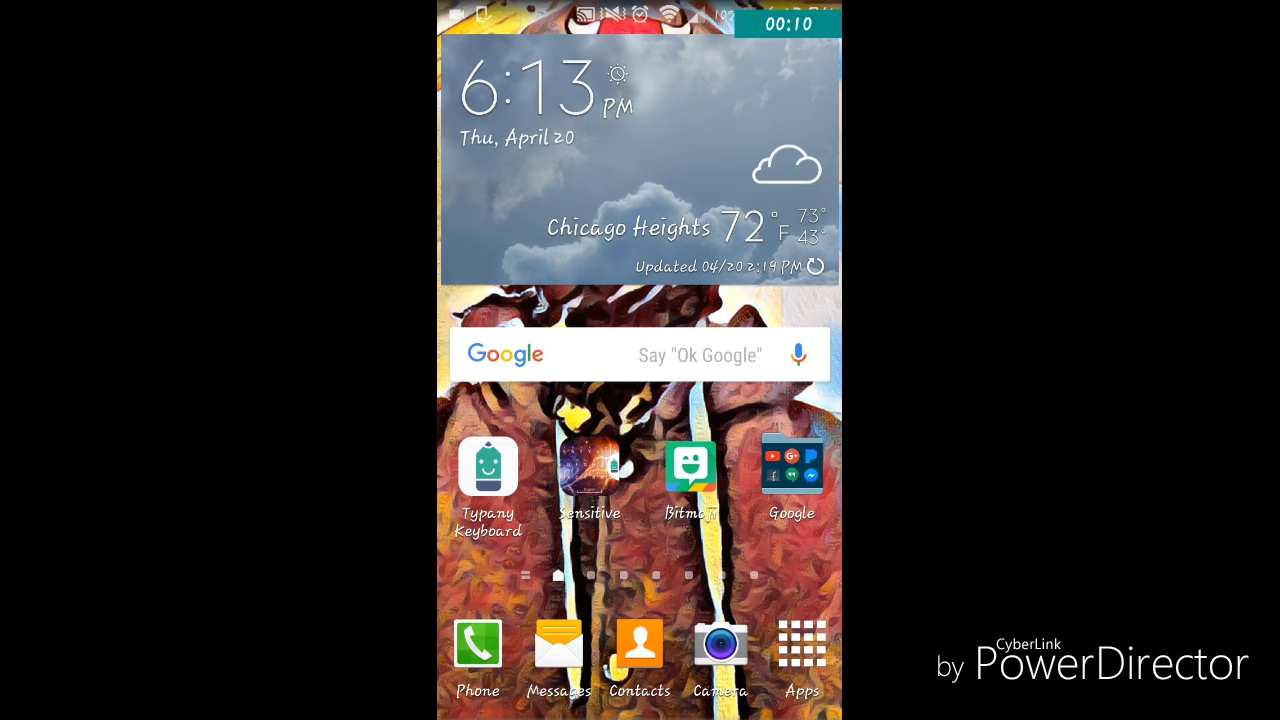 00:10
6:13 PM
Thu, April 20
Chicago Heights 72°F 73° 43°
Updated 04/20 2:19 PM
Google Say "Ok Google"
Typany Keyboard
Sensitive
Bitmoji
Google
Phone
Messages
Contacts
Camera
Apps
by CyberLink PowerDirector